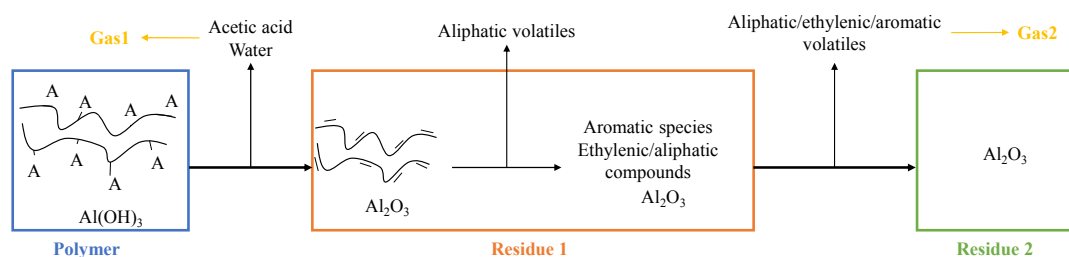 Gas1
Acetic acid
Water
Aliphatic volatiles
Aliphatic/ethylenic/aromatic
volatiles
Gas2
A A A A
A A A A
Al(OH)₃
Al₂O₃
Aromatic species
Ethylenic/aliphatic
compounds
Al₂O₃
Al₂O₃
Polymer
Residue 1
Residue 2